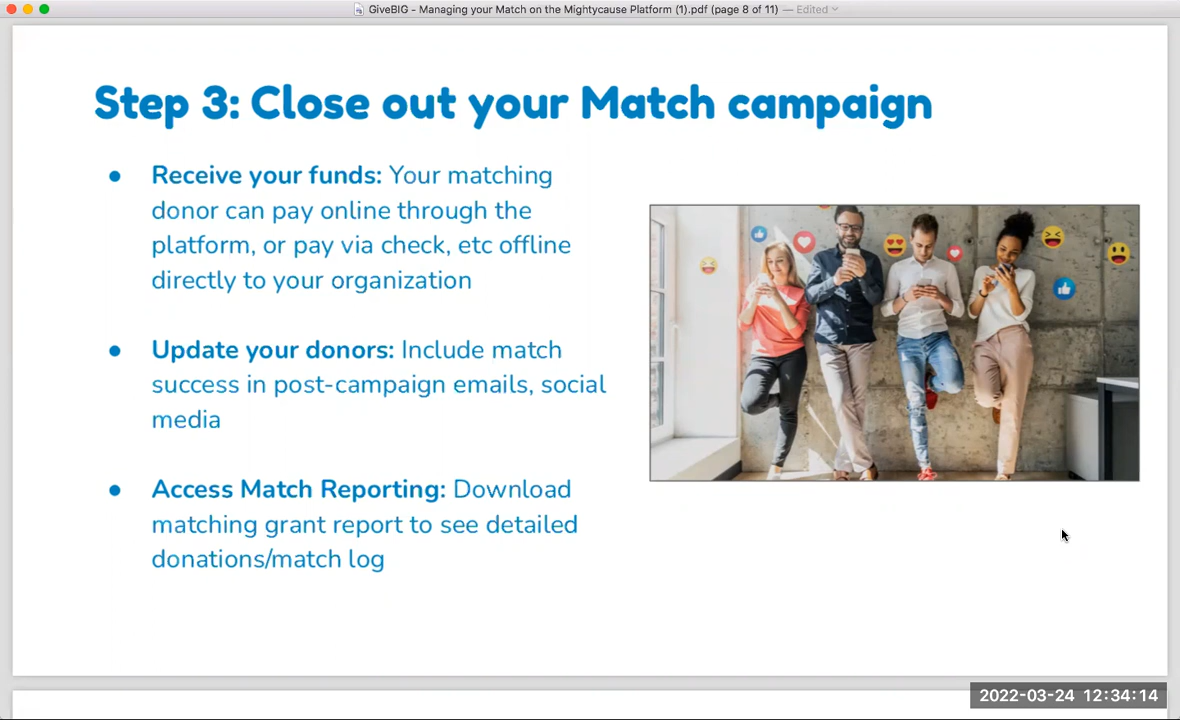 GiveBIG - Managing your Match on the Mightycause Platform (1).pdf (page 8 of 11) — Edited
Step 3: Close out your Match campaign
● Receive your funds: Your matching
donor can pay online through the
platform, or pay via check, etc offline
directly to your organization
● Update your donors: Include match
success in post-campaign emails, social
media
● Access Match Reporting: Download
matching grant report to see detailed
donations/match log
2022-03-24 12:34:14